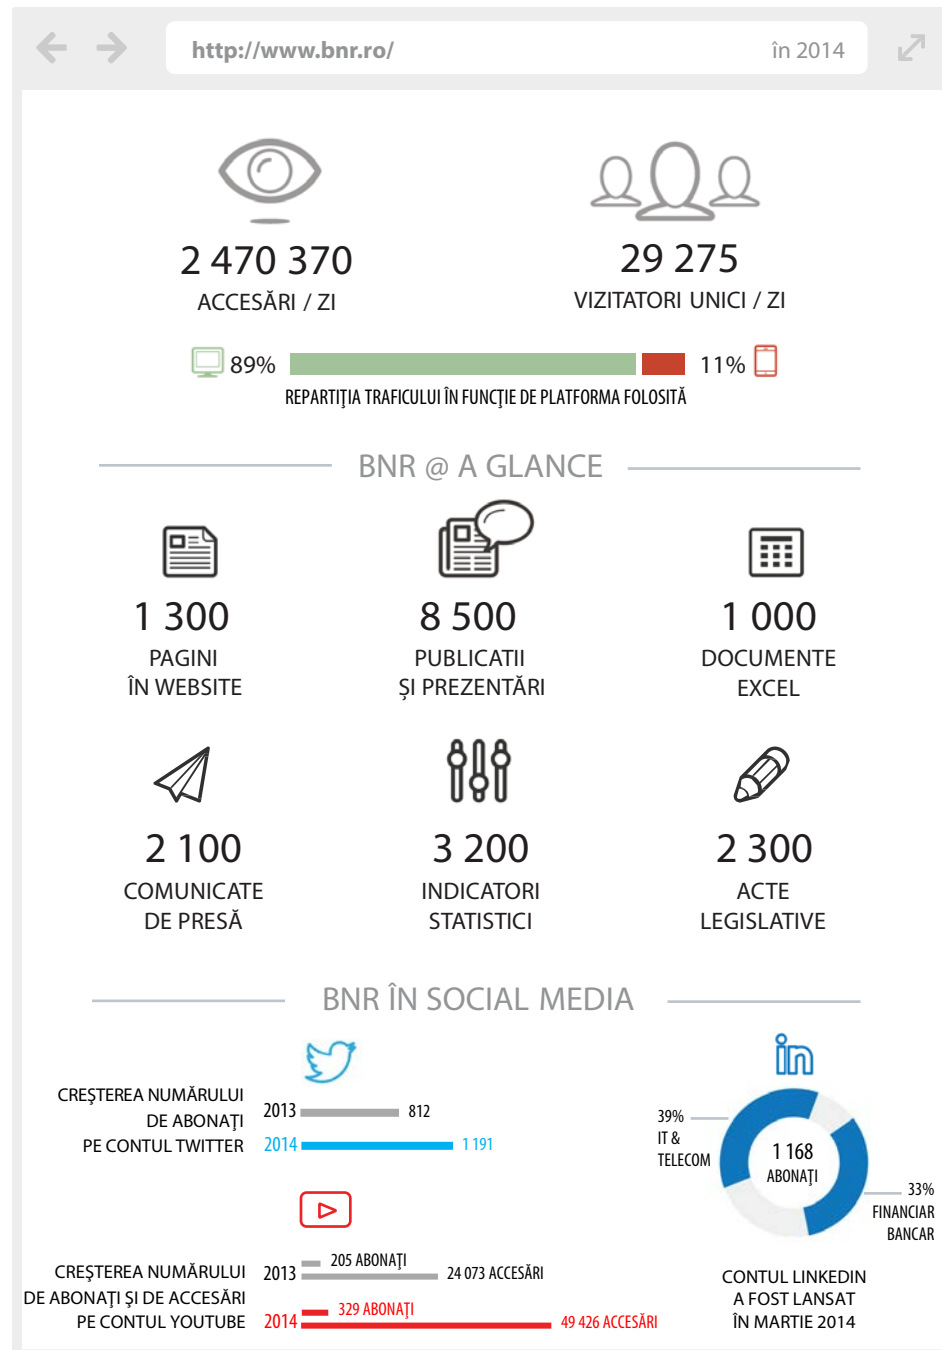 http://www.bnr.ro/ în 2014
2 470 370
ACCESĂRI / ZI
29 275
VIZITATORI UNICI / ZI
89%
11%
REPARTIŢIA TRAFICULUI ÎN FUNCŢIE DE PLATFORMA FOLOSITĂ
BNR @ A GLANCE
1 300
PAGINI
ÎN WEBSITE
8 500
PUBLICATII
ȘI PREZENTĂRI
1 000
DOCUMENTE
EXCEL
2 100
COMUNICATE
DE PRESĂ
3 200
INDICATORI
STATISTICI
2 300
ACTE
LEGISLATIVE
BNR ÎN SOCIAL MEDIA
CREŞTEREA NUMĂRULUI
DE ABONAŢI
PE CONTUL TWITTER
2013 812
2014 1 191
CREŞTEREA NUMĂRULUI
DE ABONAŢI ŞI DE ACCESĂRI
PE CONTUL YOUTUBE
2013 205 ABONAŢI
24 073 ACCESĂRI
2014 329 ABONAŢI
49 426 ACCESĂRI
in
39%
IT &
TELECOM
1 168
ABONAŢI
33%
FINANCIAR
BANCAR
CONTUL LINKEDIN
A FOST LANSAT
ÎN MARTIE 2014